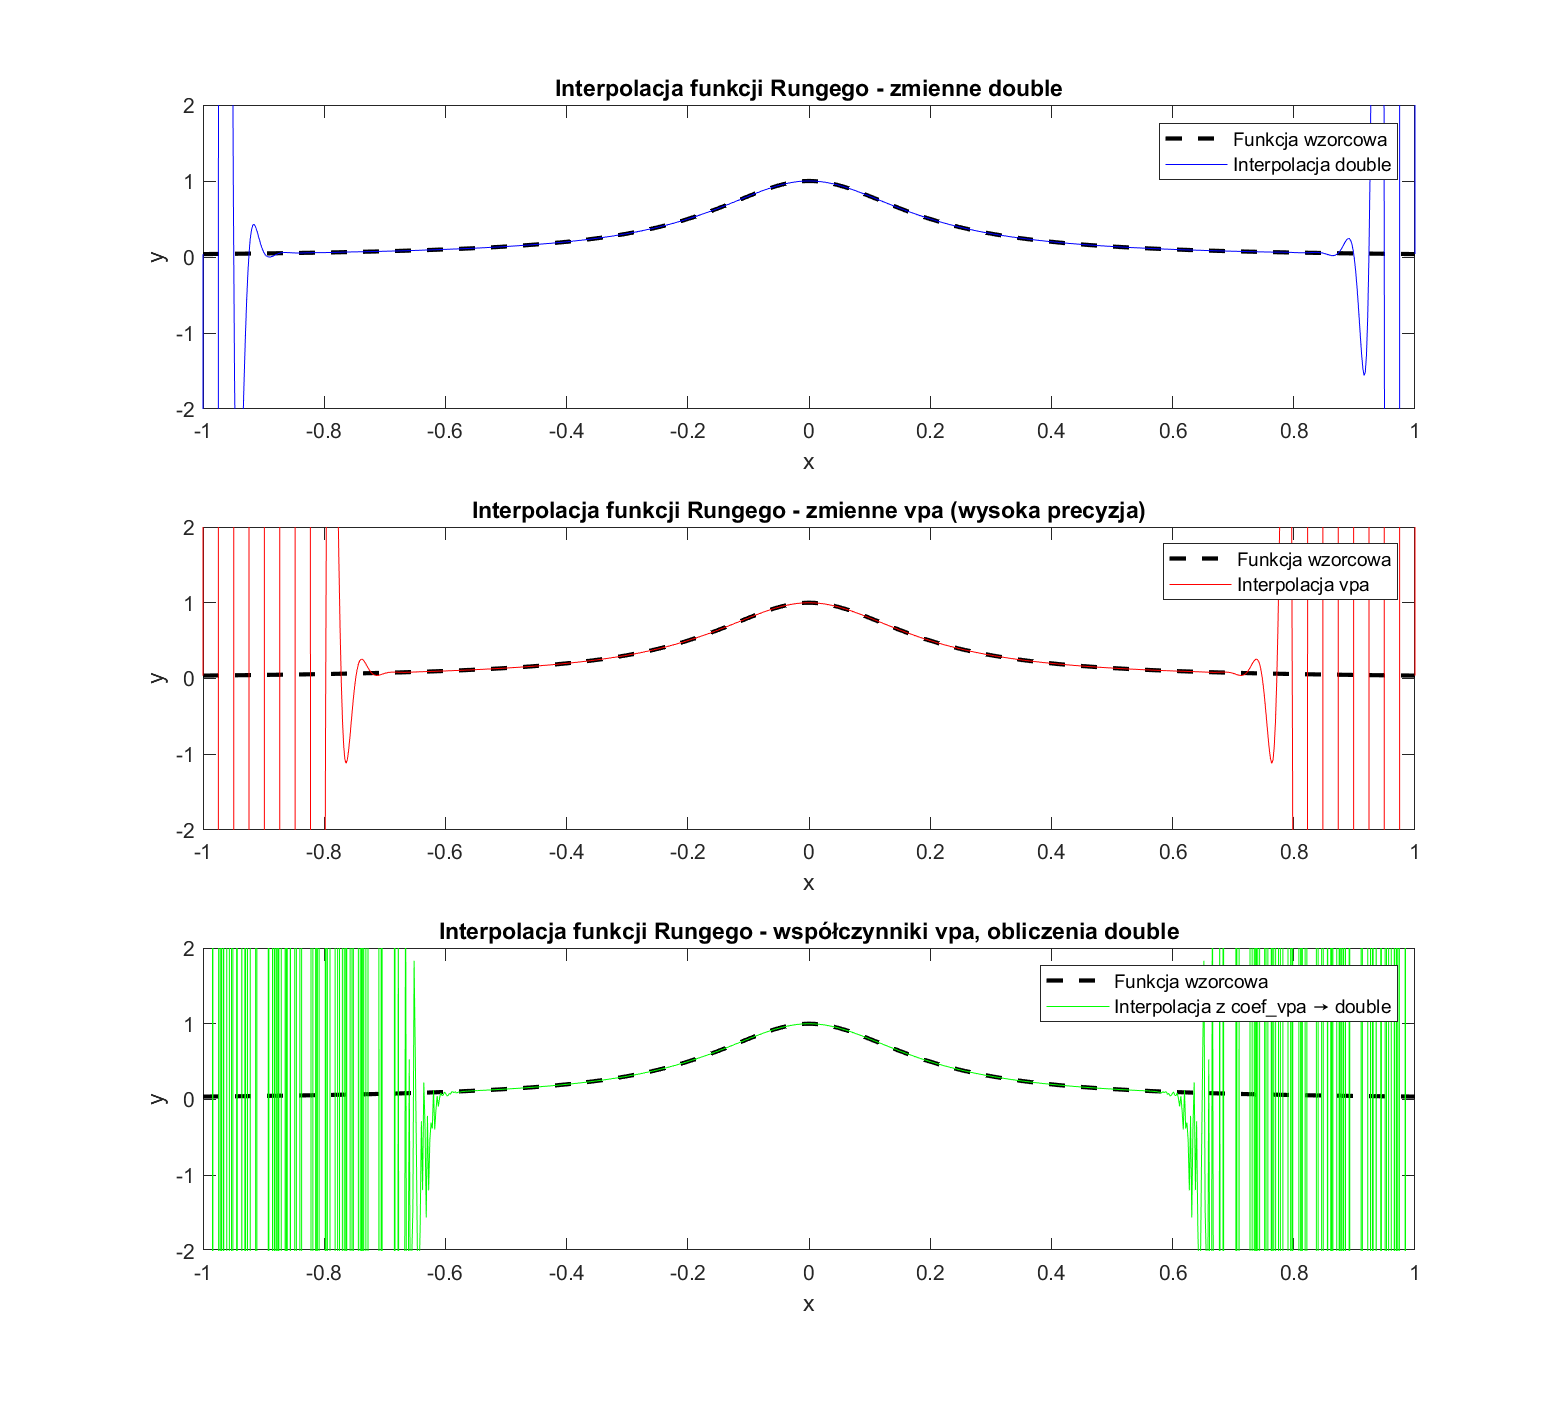 Interpolacja funkcji Rungego - zmienne double
2
1
0
-1
-2
y
Funkcja wzorcowa
Interpolacja double
-1 -0.8 -0.6 -0.4 -0.2 0 0.2 0.4 0.6 0.8 1
x
Interpolacja funkcji Rungego - zmienne vpa (wysoka precyzja)
2
1
0
-1
-2
y
Funkcja wzorcowa
Interpolacja vpa
-1 -0.8 -0.6 -0.4 -0.2 0 0.2 0.4 0.6 0.8 1
x
Interpolacja funkcji Rungego - współczynniki vpa, obliczenia double
2
1
0
-1
-2
y
Funkcja wzorcowa
Interpolacja z coef_vpa → double
-1 -0.8 -0.6 -0.4 -0.2 0 0.2 0.4 0.6 0.8 1
x